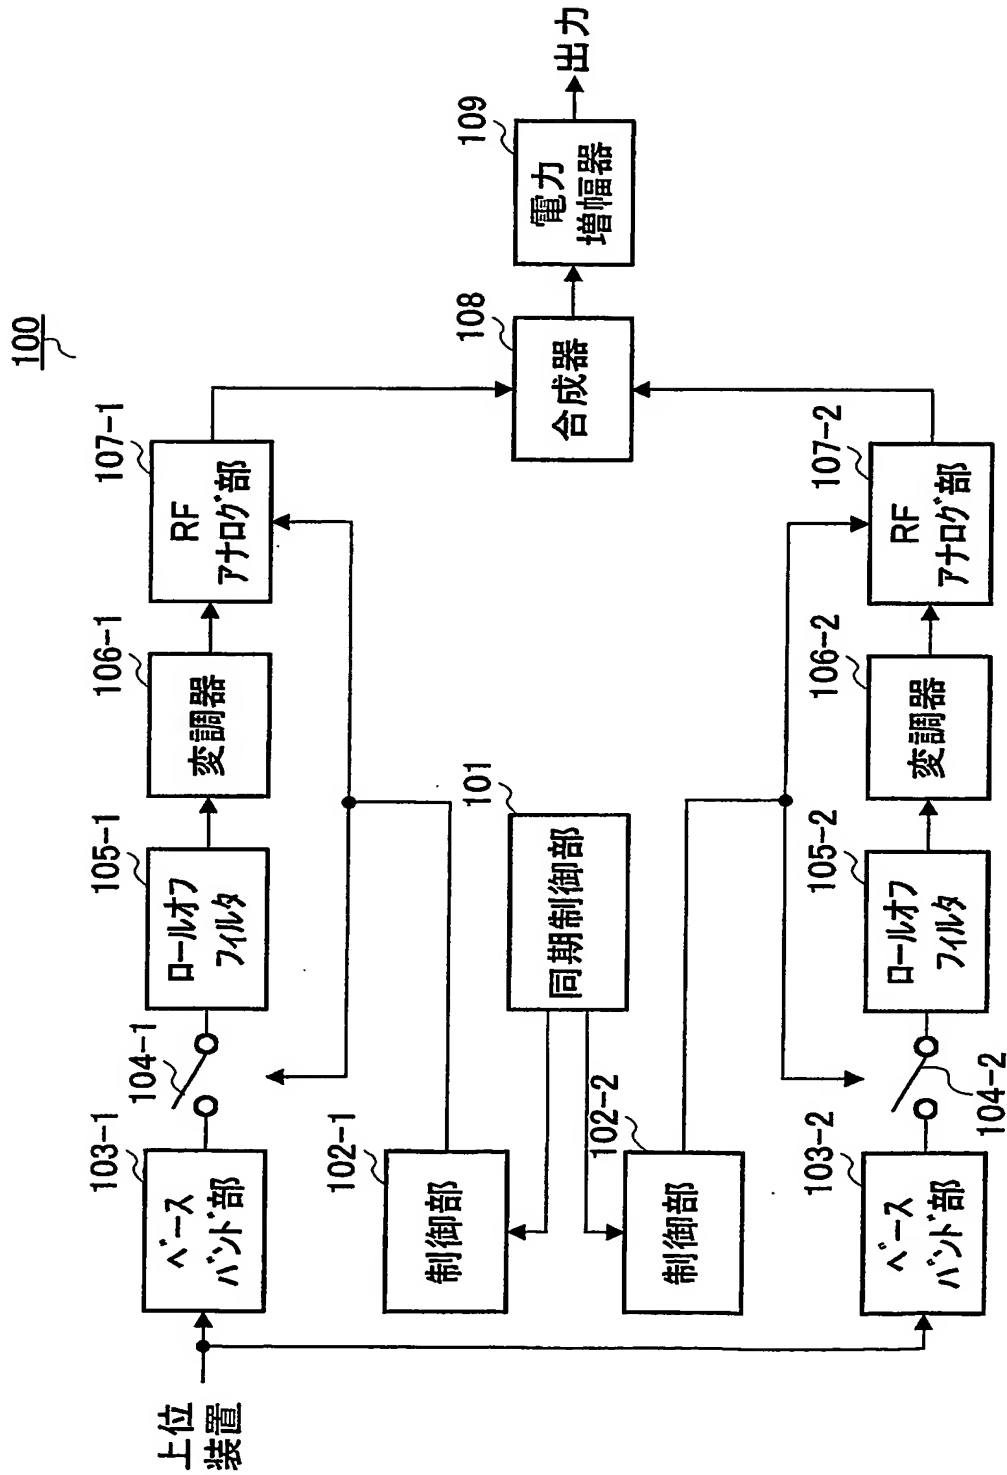 100
上位
装置
103-1
ベース
バンド部
104-1
105-1
ロールオフ
フィルタ
106-1
変調器
107-1
RF
アナログ部
102-1
制御部
101
同期制御部
102-2
制御部
108
合成器
109
電力
増幅器
出力
103-2
ベース
バンド部
104-2
105-2
ロールオフ
フィルタ
106-2
変調器
107-2
RF
アナログ部